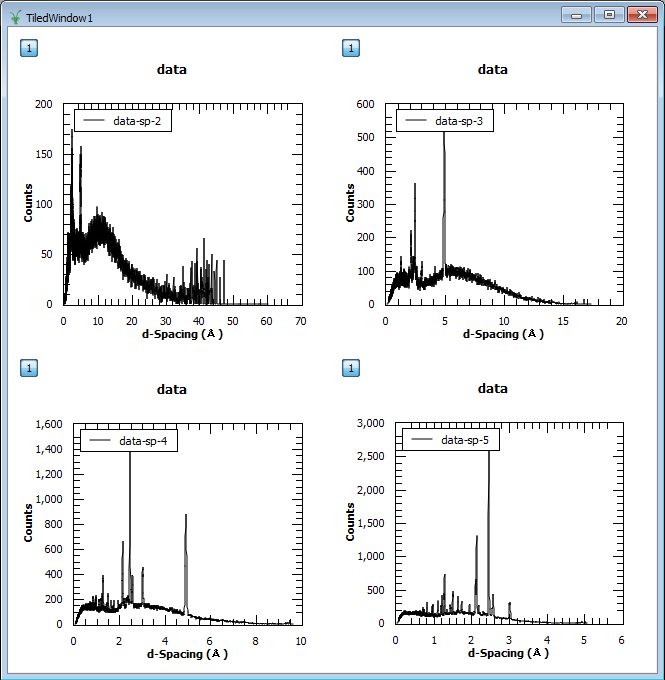 TiledWindow1
1
data
200
150
100
50
0
Counts
data-sp-2
0 10 20 30 40 50 60 70
d-Spacing (Å)
1
data
600
500
400
300
200
100
0
Counts
data-sp-3
0 5 10 15 20
d-Spacing (Å)
1
data
1,600
1,400
1,200
1,000
800
600
400
200
0
Counts
data-sp-4
0 2 4 6 8 10
d-Spacing (Å)
1
data
3,000
2,500
2,000
1,500
1,000
500
0
Counts
data-sp-5
0 1 2 3 4 5 6
d-Spacing (Å)